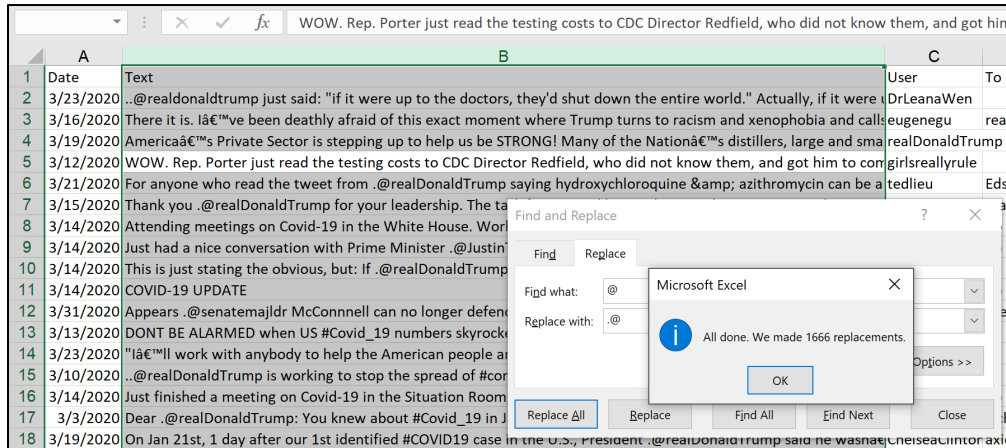 fx WOW. Rep. Porter just read the testing costs to CDC Director Redfield, who did not know them, and got him
A B C
1 Date Text User To
2 3/23/2020 ..@realdonaldtrump just said: "if it were up to the doctors, they'd shut down the entire world." Actually, if it were DrLeanaWen
3 3/16/2020 There it is. Iâ€™ve been deathly afraid of this exact moment where Trump turns to racism and xenophobia and calls eugenegu rea
4 3/19/2020 Americaâ€™s Private Sector is stepping up to help us be STRONG! Many of the Nationâ€™s distillers, large and sma realDonaldTrump
5 3/12/2020 WOW. Rep. Porter just read the testing costs to CDC Director Redfield, who did not know them, and got him to com girlsreallyrule
6 3/21/2020 For anyone who read the tweet from .@realDonaldTrump saying hydroxychloroquine &amp; azithromycin can be a tedlieu Eds
7 3/15/2020 Thank you .@realDonaldTrump for your leadership. The ta
8 3/14/2020 Attending meetings on Covid-19 in the White House. Worl
9 3/14/2020 Just had a nice conversation with Prime Minister .@Justin
10 3/14/2020 This is just stating the obvious, but: If .@realDonaldTrump
11 3/14/2020 COVID-19 UPDATE
12 3/31/2020 Appears .@senatemajldr McConnnell can no longer defend
13 3/13/2020 DONT BE ALARMED when US #Covid_19 numbers skyrocke
14 3/23/2020 "Iâ€™ll work with anybody to help the American people an
15 3/10/2020 ..@realDonaldTrump is working to stop the spread of #cor
16 3/14/2020 Just finished a meeting on Covid-19 in the Situation Room
17 3/3/2020 Dear .@realDonaldTrump: You knew about #Covid_19 in J
18 3/19/2020 On Jan 21st, 1 day after our 1st identified #COVID19 case in the U.S., President .@realDonaldTrump said he wasnâ€ ChelseaClinton axi
Find and Replace ?
Find Replace
Find what: @
Replace with: .@
Options >>
Replace All Replace Find All Find Next Close
Microsoft Excel
All done. We made 1666 replacements.
OK